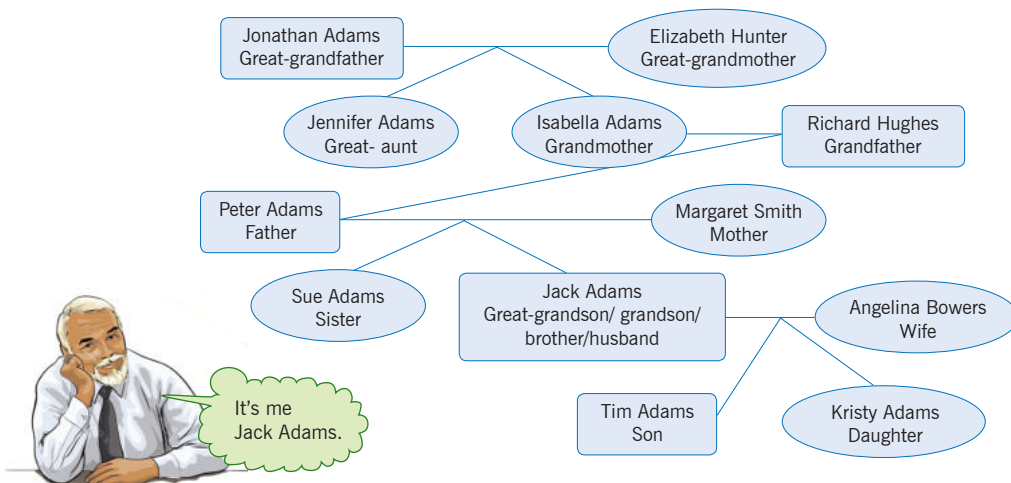 Jonathan Adams
Great-grandfather
Elizabeth Hunter
Great-grandmother
Jennifer Adams
Great- aunt
Isabella Adams
Grandmother
Richard Hughes
Grandfather
Peter Adams
Father
Margaret Smith
Mother
Sue Adams
Sister
Jack Adams
Great-grandson/ grandson/
brother/husband
Angelina Bowers
Wife
Tim Adams
Son
Kristy Adams
Daughter
It's me
Jack Adams.